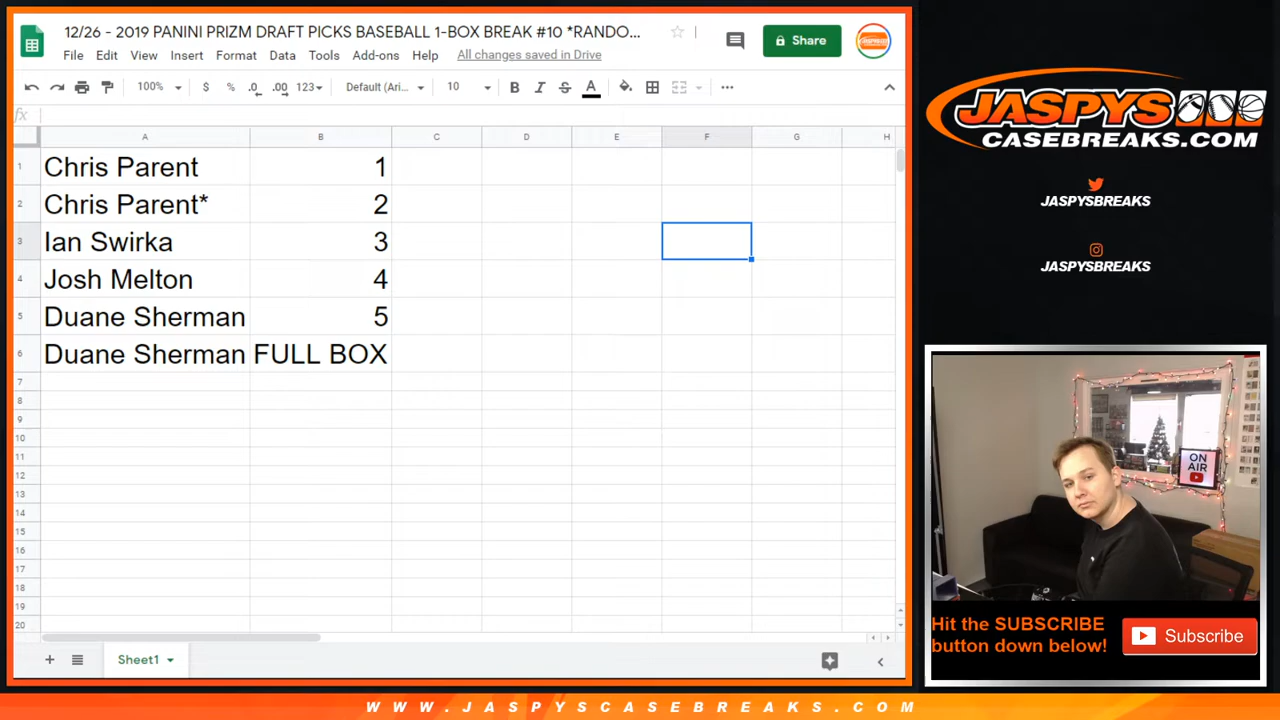 12/26 - 2019 PANINI PRIZM DRAFT PICKS BASEBALL 1-BOX BREAK #10 *RANDO...
Share
File Edit View Insert Format Data Tools Add-ons Help All changes saved in Drive
100% $ % .0 .00 123 Default (Ari... 10 B I S A
fx
A B C D E F G H
1 Chris Parent 1
2 Chris Parent* 2
3 Ian Swirka 3
4 Josh Melton 4
5 Duane Sherman 5
6 Duane Sherman FULL BOX
7
8
9
10
11
12
13
14
15
16
17
18
19
20
Sheet1
JASPYS
CASEBREAKS.COM
JASPYSBREAKS
JASPYSBREAKS
ON
AIR
Hit the SUBSCRIBE
button down below!
Subscribe
WWW.JASPYSCASEBREAKS.COM